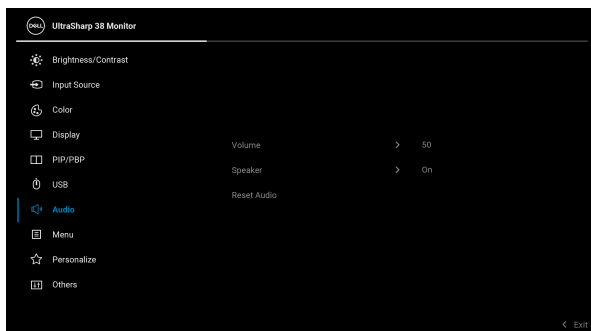 DELL UltraSharp 38 Monitor
Brightness/Contrast
Input Source
Color
Display
Volume > 50
PIP/PBP
Speaker > On
USB
Reset Audio
Audio
Menu
Personalize
Others
< Exit